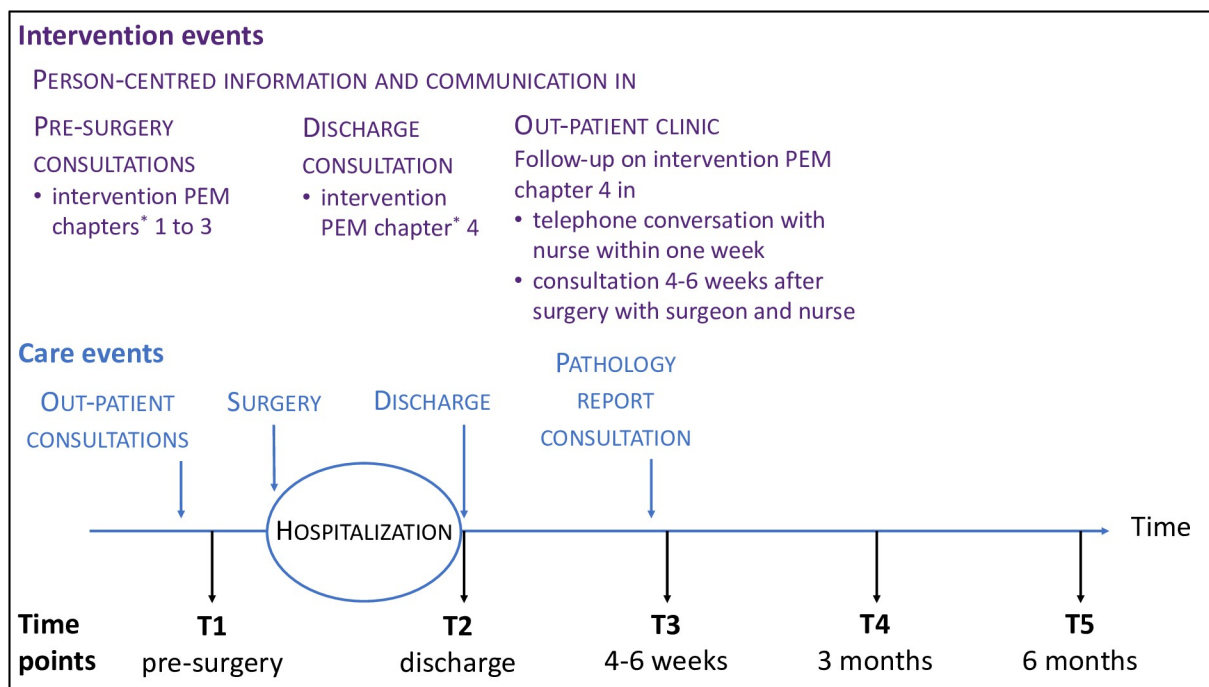 Intervention events
PERSON-CENTRED INFORMATION AND COMMUNICATION IN
PRE-SURGERY
CONSULTATIONS
• intervention PEM
chapters* 1 to 3
DISCHARGE
CONSULTATION
• intervention
PEM chapter* 4
OUT-PATIENT CLINIC
Follow-up on intervention PEM
chapter 4 in
• telephone conversation with
nurse within one week
• consultation 4-6 weeks after
surgery with surgeon and nurse
Care events
OUT-PATIENT
CONSULTATIONS
SURGERY
DISCHARGE
PATHOLOGY
REPORT
CONSULTATION
HOSPITALIZATION
Time
Time
points
T1
pre-surgery
T2
discharge
T3
4-6 weeks
T4
3 months
T5
6 months